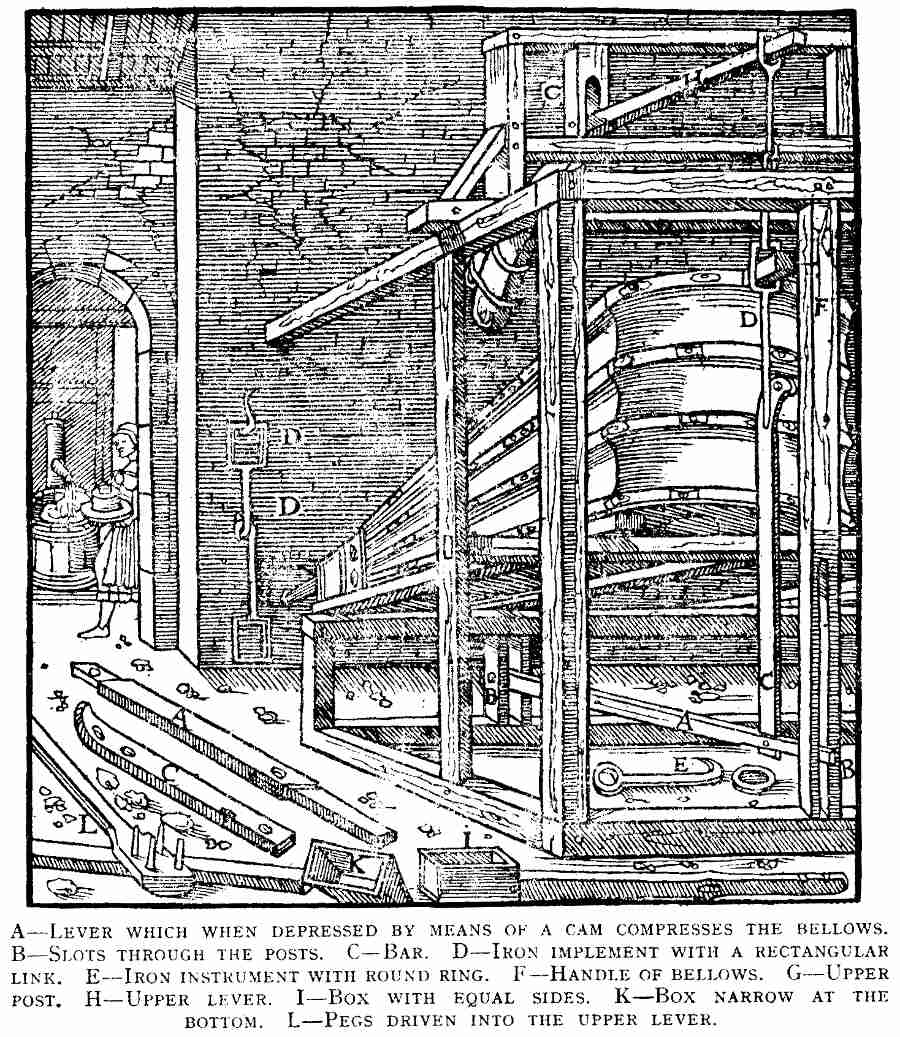 C
H
D
F
D
D
B
A
C
A
C
E
B
L
K
I
A—Lever which when depressed by means of a cam compresses the bellows.
B—Slots through the posts. C—Bar. D—Iron implement with a rectangular
link. E—Iron instrument with round ring. F—Handle of bellows. G—Upper
post. H—Upper lever. I—Box with equal sides. K—Box narrow at the
bottom. L—Pegs driven into the upper lever.